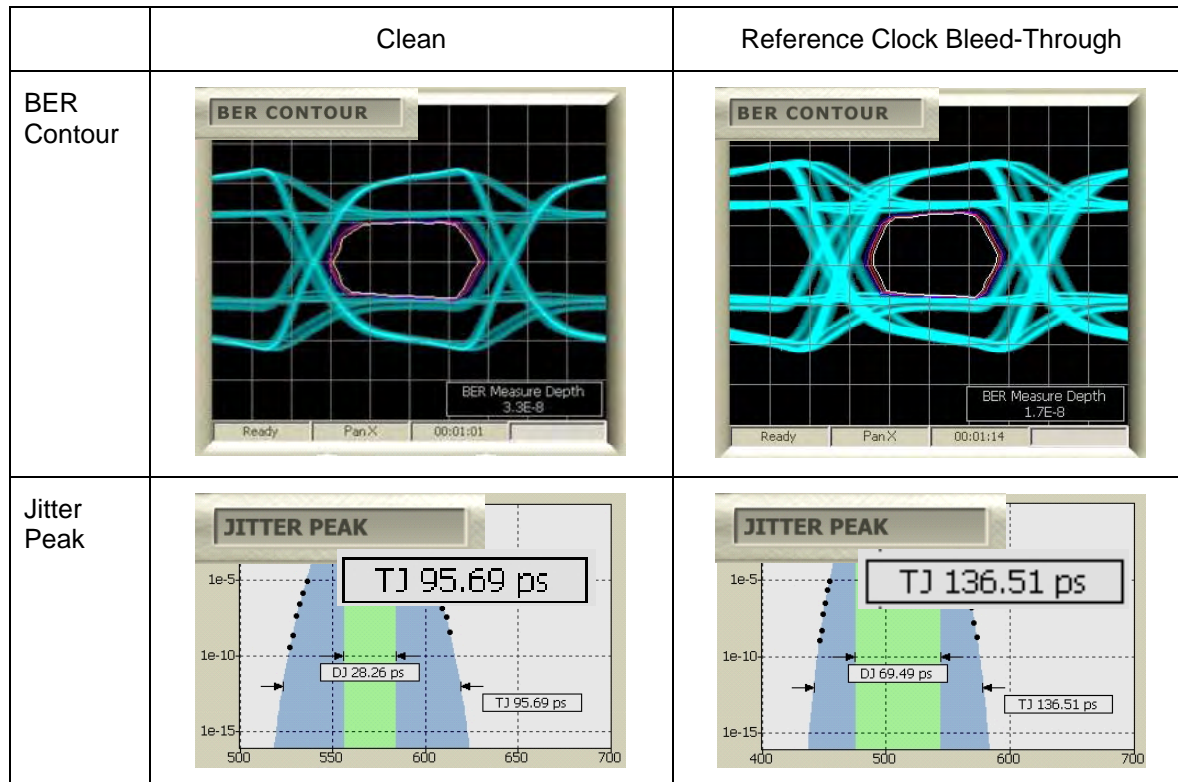 Clean
Reference Clock Bleed-Through
BER
Contour
BER CONTOUR
BER Measure Depth
3.3E-8
Ready
Pan X
00:01:01
BER CONTOUR
BER Measure Depth
1.7E-8
Ready
Pan X
00:01:14
Jitter
Peak
JITTER PEAK
TJ 95.69 ps
1e-5
1e-10
DJ 28.26 ps
TJ 95.69 ps
1e-15
500
550
600
650
700
JITTER PEAK
TJ 136.51 ps
1e-5
1e-10
DJ 69.49 ps
TJ 136.51 ps
1e-15
400
500
600
700